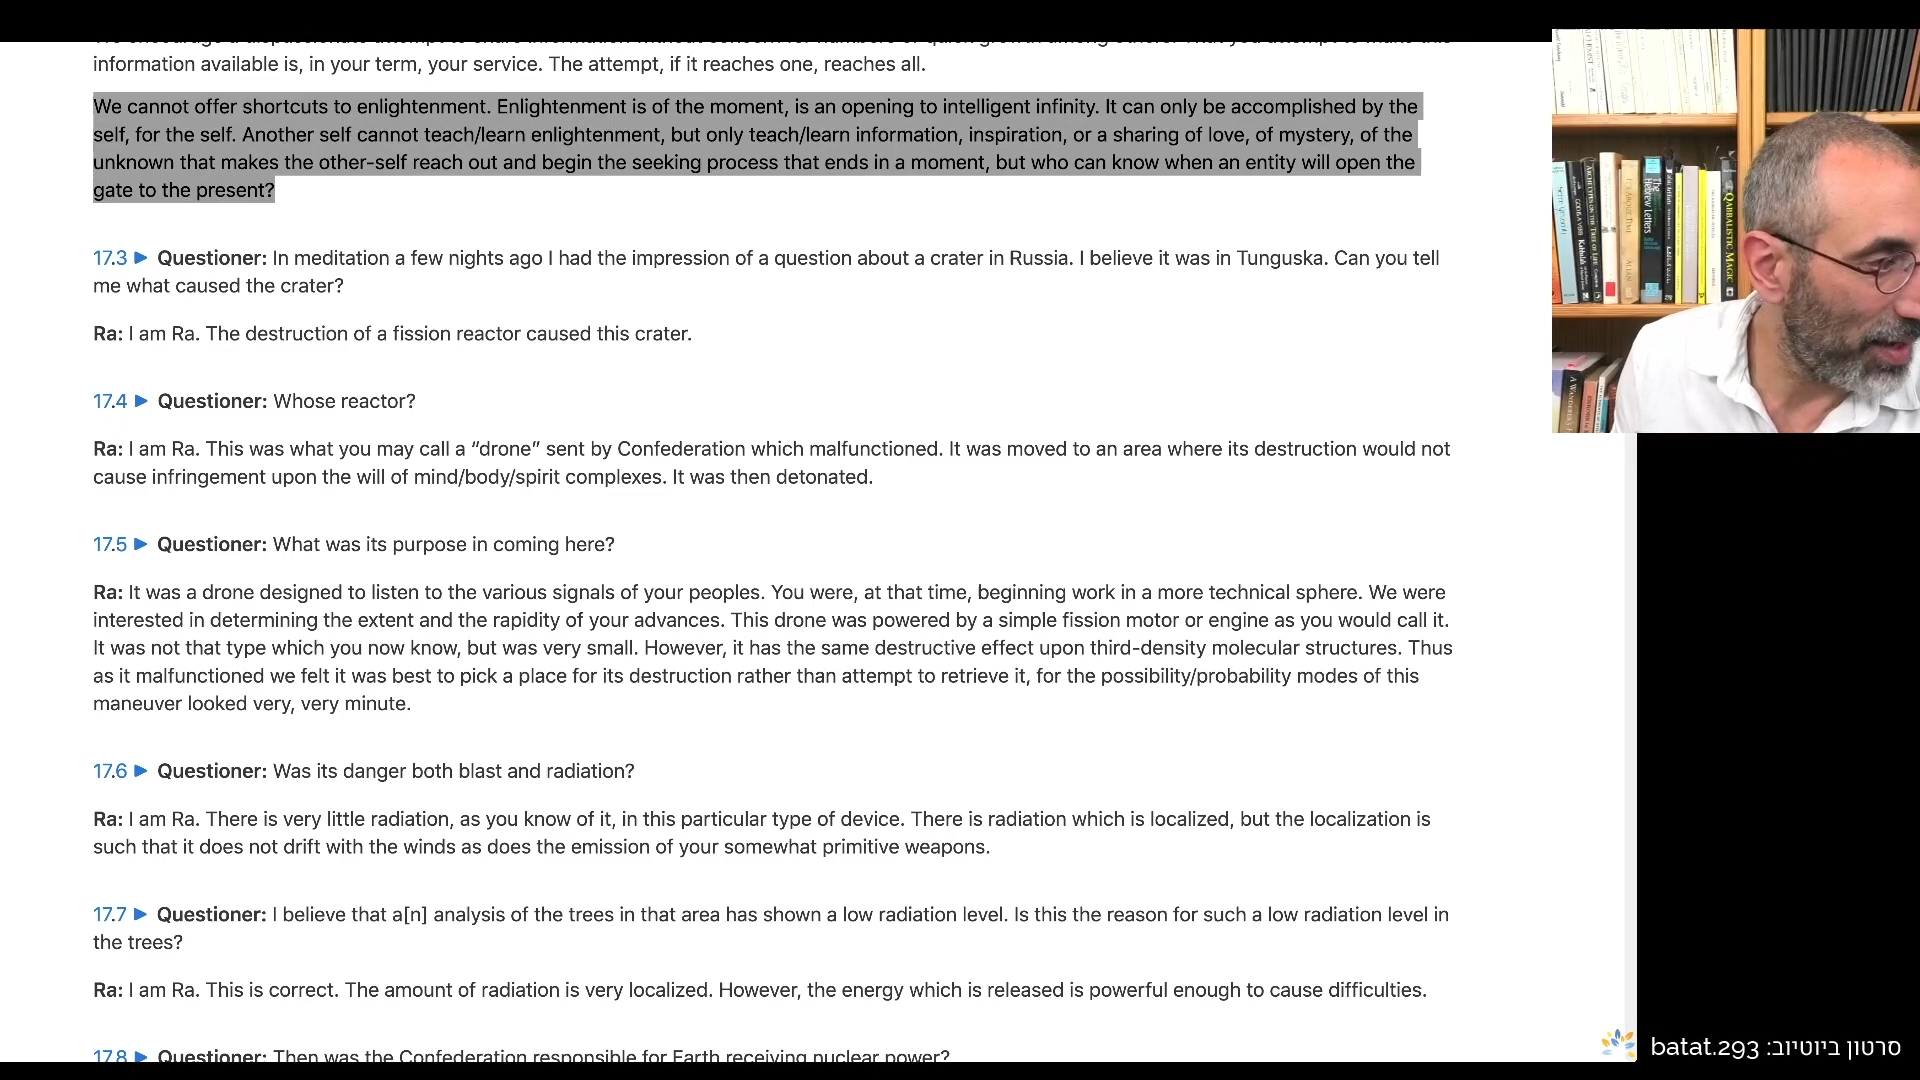 information available is, in your term, your service. The attempt, if it reaches one, reaches all.
We cannot offer shortcuts to enlightenment. Enlightenment is of the moment, is an opening to intelligent infinity. It can only be accomplished by the
self, for the self. Another self cannot teach/learn enlightenment, but only teach/learn information, inspiration, or a sharing of love, of mystery, of the
unknown that makes the other-self reach out and begin the seeking process that ends in a moment, but who can know when an entity will open the
gate to the present?
17.3 ▶ Questioner: In meditation a few nights ago I had the impression of a question about a crater in Russia. I believe it was in Tunguska. Can you tell
me what caused the crater?
Ra: I am Ra. The destruction of a fission reactor caused this crater.
17.4 ▶ Questioner: Whose reactor?
Ra: I am Ra. This was what you may call a “drone” sent by Confederation which malfunctioned. It was moved to an area where its destruction would not
cause infringement upon the will of mind/body/spirit complexes. It was then detonated.
17.5 ▶ Questioner: What was its purpose in coming here?
Ra: It was a drone designed to listen to the various signals of your peoples. You were, at that time, beginning work in a more technical sphere. We were
interested in determining the extent and the rapidity of your advances. This drone was powered by a simple fission motor or engine as you would call it.
It was not that type which you now know, but was very small. However, it has the same destructive effect upon third-density molecular structures. Thus
as it malfunctioned we felt it was best to pick a place for its destruction rather than attempt to retrieve it, for the possibility/probability modes of this
maneuver looked very, very minute.
17.6 ▶ Questioner: Was its danger both blast and radiation?
Ra: I am Ra. There is very little radiation, as you know of it, in this particular type of device. There is radiation which is localized, but the localization is
such that it does not drift with the winds as does the emission of your somewhat primitive weapons.
17.7 ▶ Questioner: I believe that a[n] analysis of the trees in that area has shown a low radiation level. Is this the reason for such a low radiation level in
the trees?
Ra: I am Ra. This is correct. The amount of radiation is very localized. However, the energy which is released is powerful enough to cause difficulties.
17.8 ▶ Questioner: Then was the Confederation responsible for Earth receiving nuclear power?
The Hebrew Letters
QABBALISTIC MAGIC
סרטון ביוטיוב: batat.293